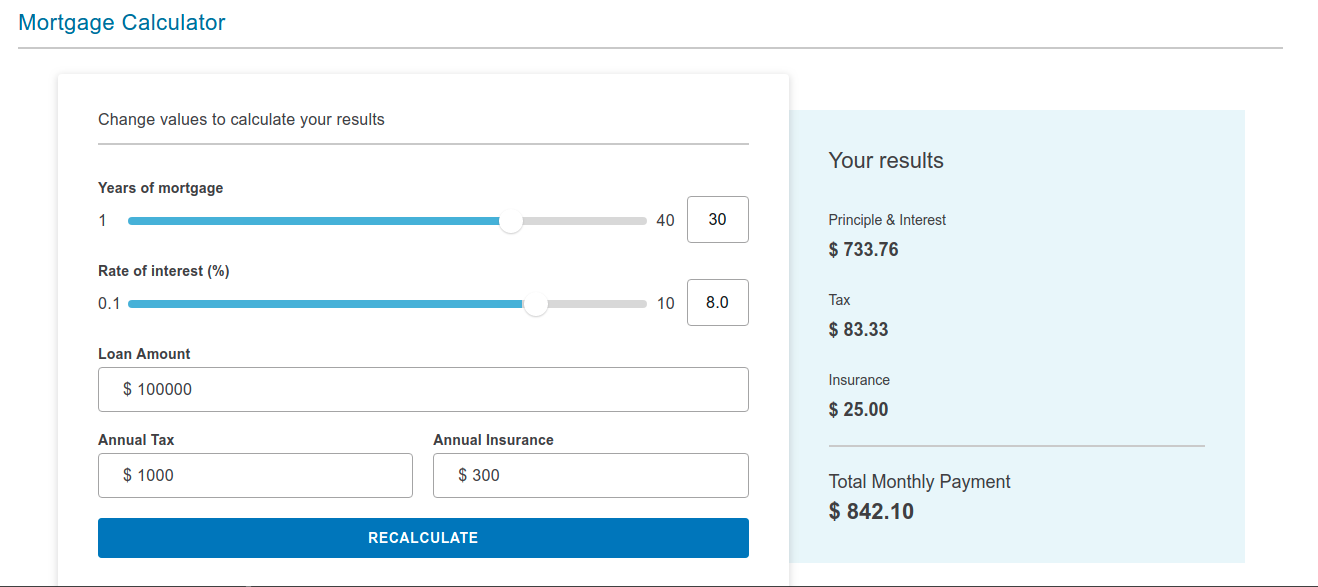 Mortgage Calculator
Change values to calculate your results
Years of mortgage
1 40 30
Rate of interest (%)
0.1 10 8.0
Loan Amount
$ 100000
Annual Tax Annual Insurance
$ 1000 $ 300
RECALCULATE
Your results
Principle & Interest
$ 733.76
Tax
$ 83.33
Insurance
$ 25.00
Total Monthly Payment
$ 842.10